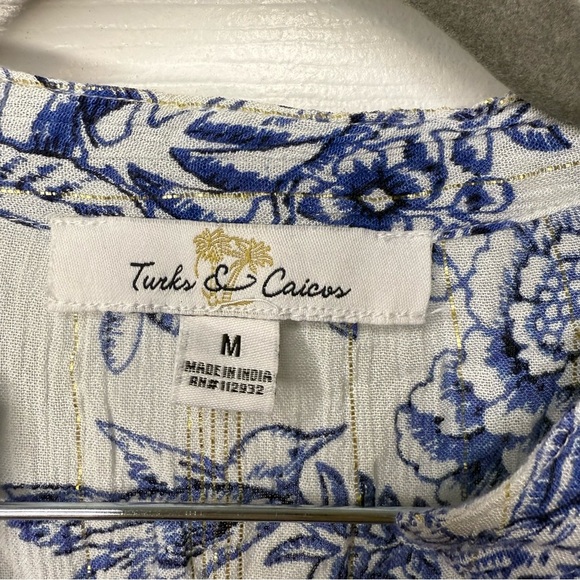 Turks & Caicos
M
MADE IN INDIA
RN# 112932